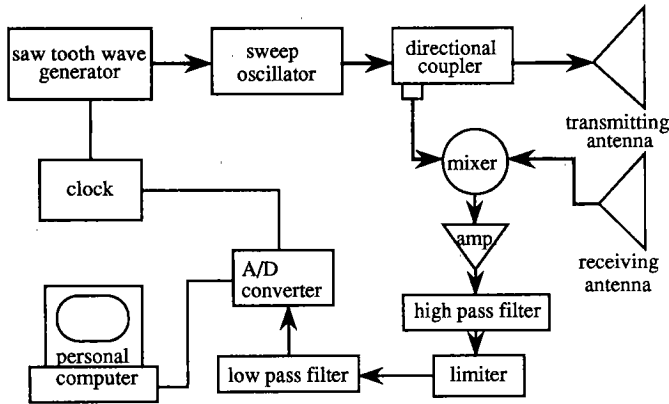 saw tooth wave
generator
sweep
oscillator
directional
coupler
transmitting
antenna
clock
mixer
amp.
receiving
antenna
A/D
converter
high pass filter
personal
computer
low pass filter
limiter